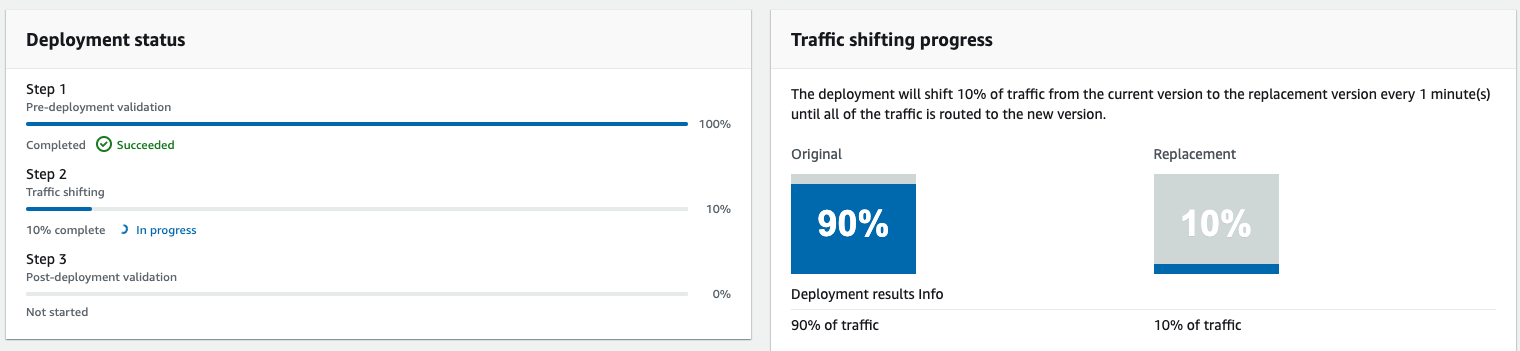 Deployment status
Step 1
Pre-deployment validation
100%
Completed Succeeded
Step 2
Traffic shifting
10%
10% complete In progress
Step 3
Post-deployment validation
0%
Not started
Traffic shifting progress
The deployment will shift 10% of traffic from the current version to the replacement version every 1 minute(s)
until all of the traffic is routed to the new version.
Original Replacement
90% 10%
Deployment results Info
90% of traffic 10% of traffic